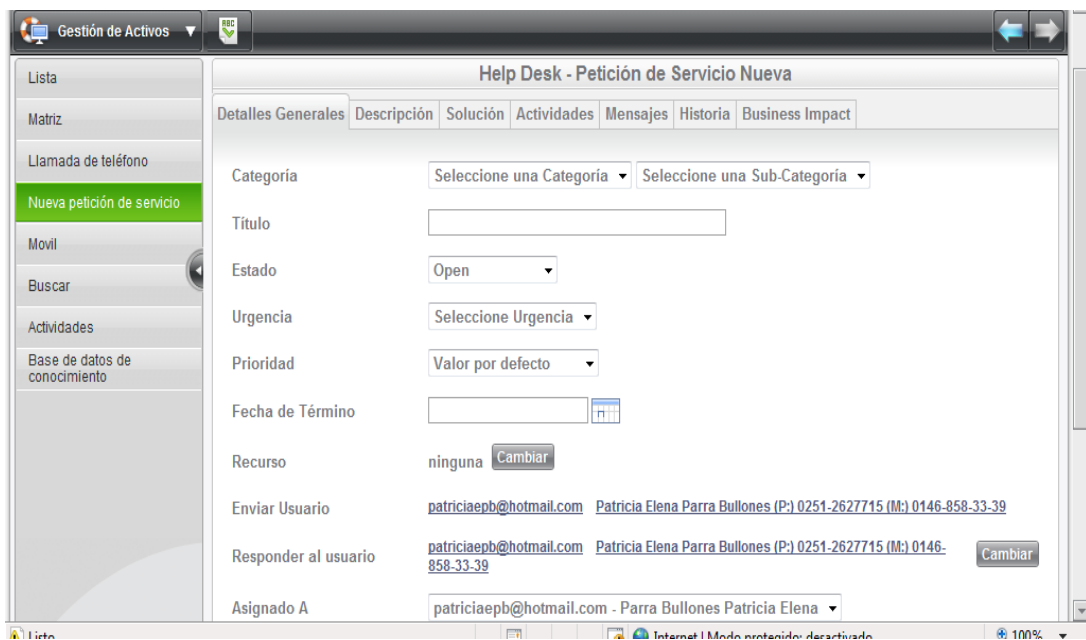 Gestión de Activos
ABC
Lista
Matriz
Llamada de teléfono
Nueva petición de servicio
Movil
Buscar
Actividades
Base de datos de
conocimiento
Help Desk - Petición de Servicio Nueva
Detalles Generales Descripción Solución Actividades Mensajes Historia Business Impact
Categoría Seleccione una Categoría Seleccione una Sub-Categoría
Título
Estado Open
Urgencia Seleccione Urgencia
Prioridad Valor por defecto
Fecha de Término
Recurso ninguna Cambiar
Enviar Usuario patriciaepb@hotmail.com Patricia Elena Parra Bullones (P:) 0251-2627715 (M:) 0146-858-33-39
Responder al usuario patriciaepb@hotmail.com Patricia Elena Parra Bullones (P:) 0251-2627715 (M:) 0146-
858-33-39 Cambiar
Asignado A patriciaepb@hotmail.com - Parra Bullones Patricia Elena
Listo Internet | Modo protegido: desactivado 100%